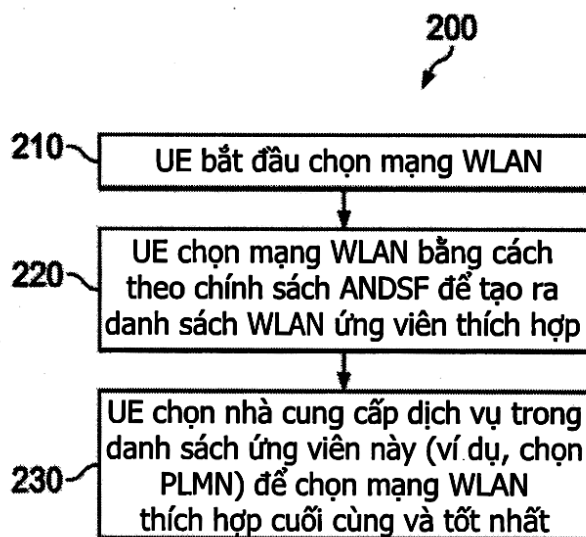 200
210
UE bắt đầu chọn mạng WLAN
220
UE chọn mạng WLAN bằng cách
theo chính sách ANDSF để tạo ra
danh sách WLAN ứng viên thích hợp
230
UE chọn nhà cung cấp dịch vụ trong
danh sách ứng viên này (ví dụ, chọn
PLMN) để chọn mạng WLAN
thích hợp cuối cùng và tốt nhất